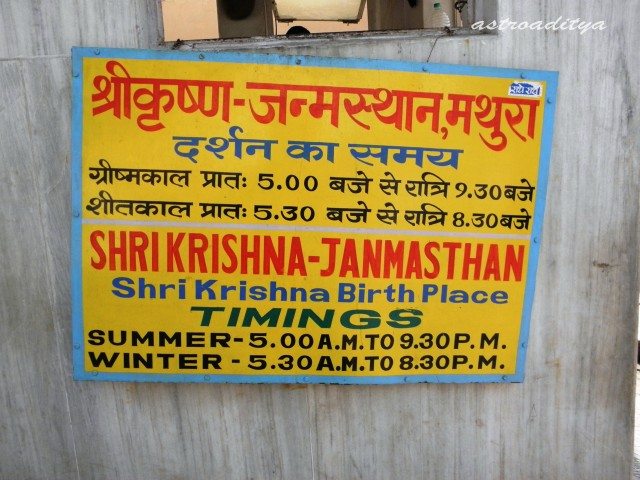 astroaditya
श्रीकृष्ण-जन्मस्थान,मथुरा
दर्शन का समय
ग्रीष्मकाल प्रातः 5.00 बजे से रात्रि 9.30 बजे
शीतकाल प्रातः 5.30 बजे से रात्रि 8.30 बजे
SHRI KRISHNA-JANMASTHAN
Shri Krishna Birth Place
TIMINGS
SUMMER-5.00 A.M. TO 9.30 P.M.
WINTER - 5.30 A.M. TO 8.30 P.M.